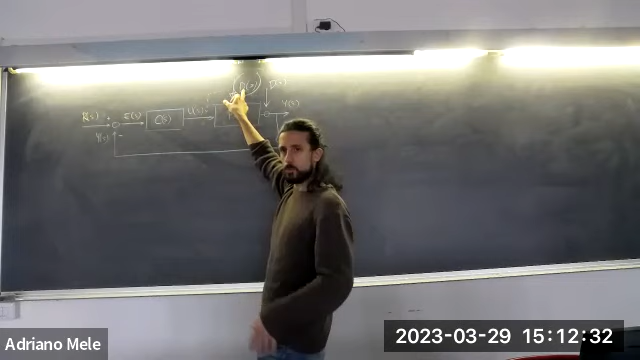 D(s)
R(s) E(s) C(s) U(s) Y(s)
Y(s)
Adriano Mele
2023-03-29 15:12:32